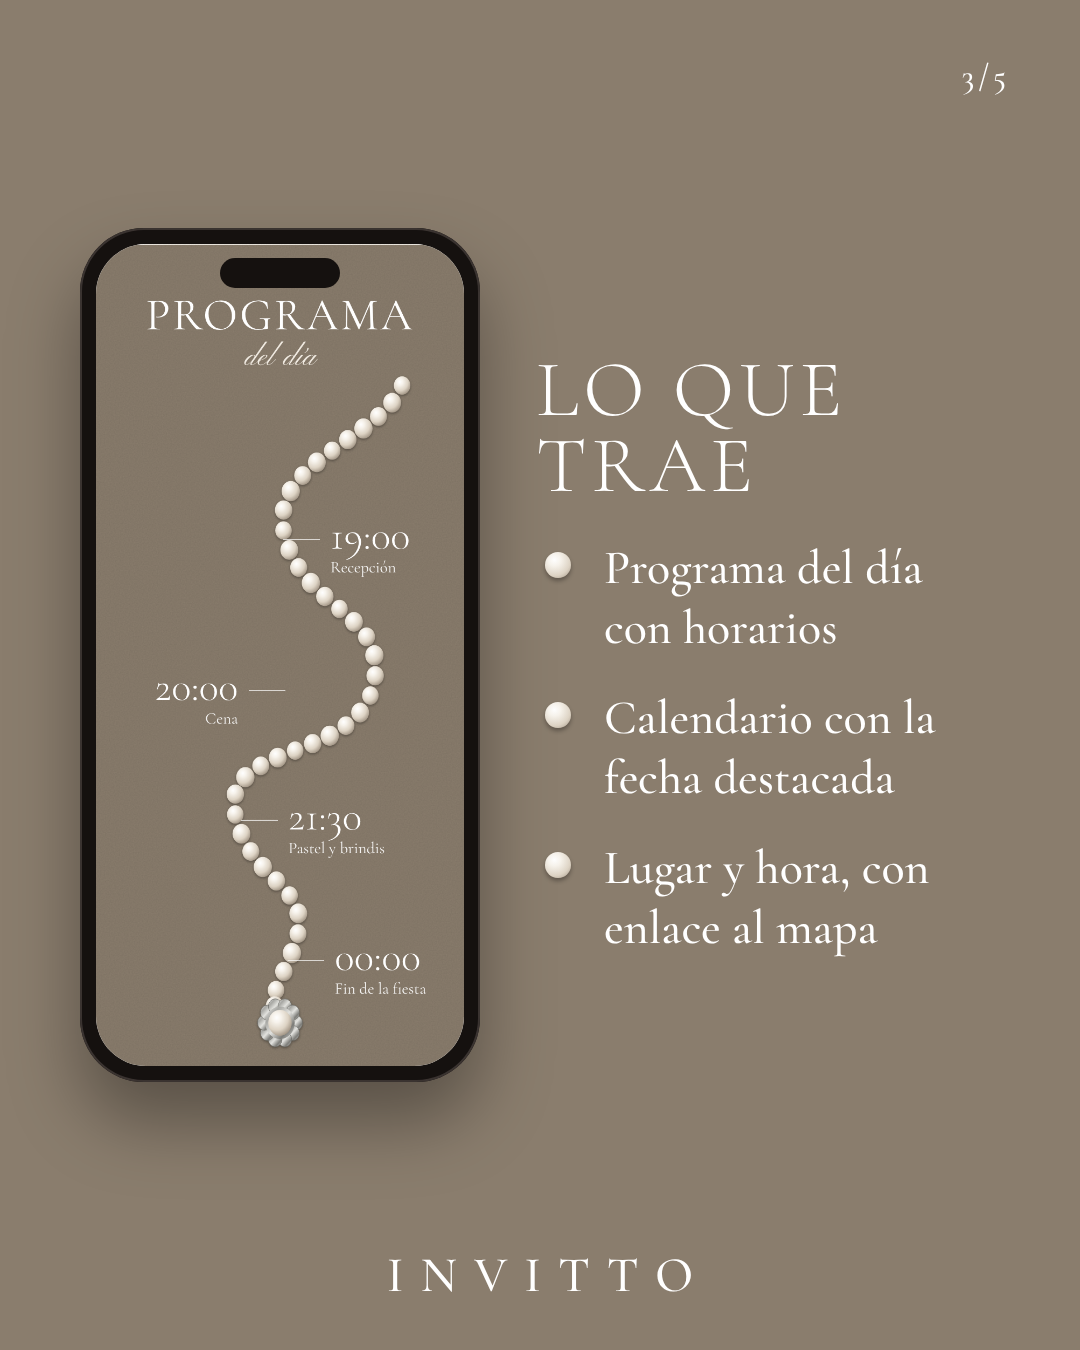 3/5
PROGRAMA
del día
19:00
Recepción
20:00
Cena
21:30
Pastel y brindis
00:00
Fin de la fiesta
LO QUE
TRAE
Programa del día
con horarios
Calendario con la
fecha destacada
Lugar y hora, con
enlace al mapa
INVITTO